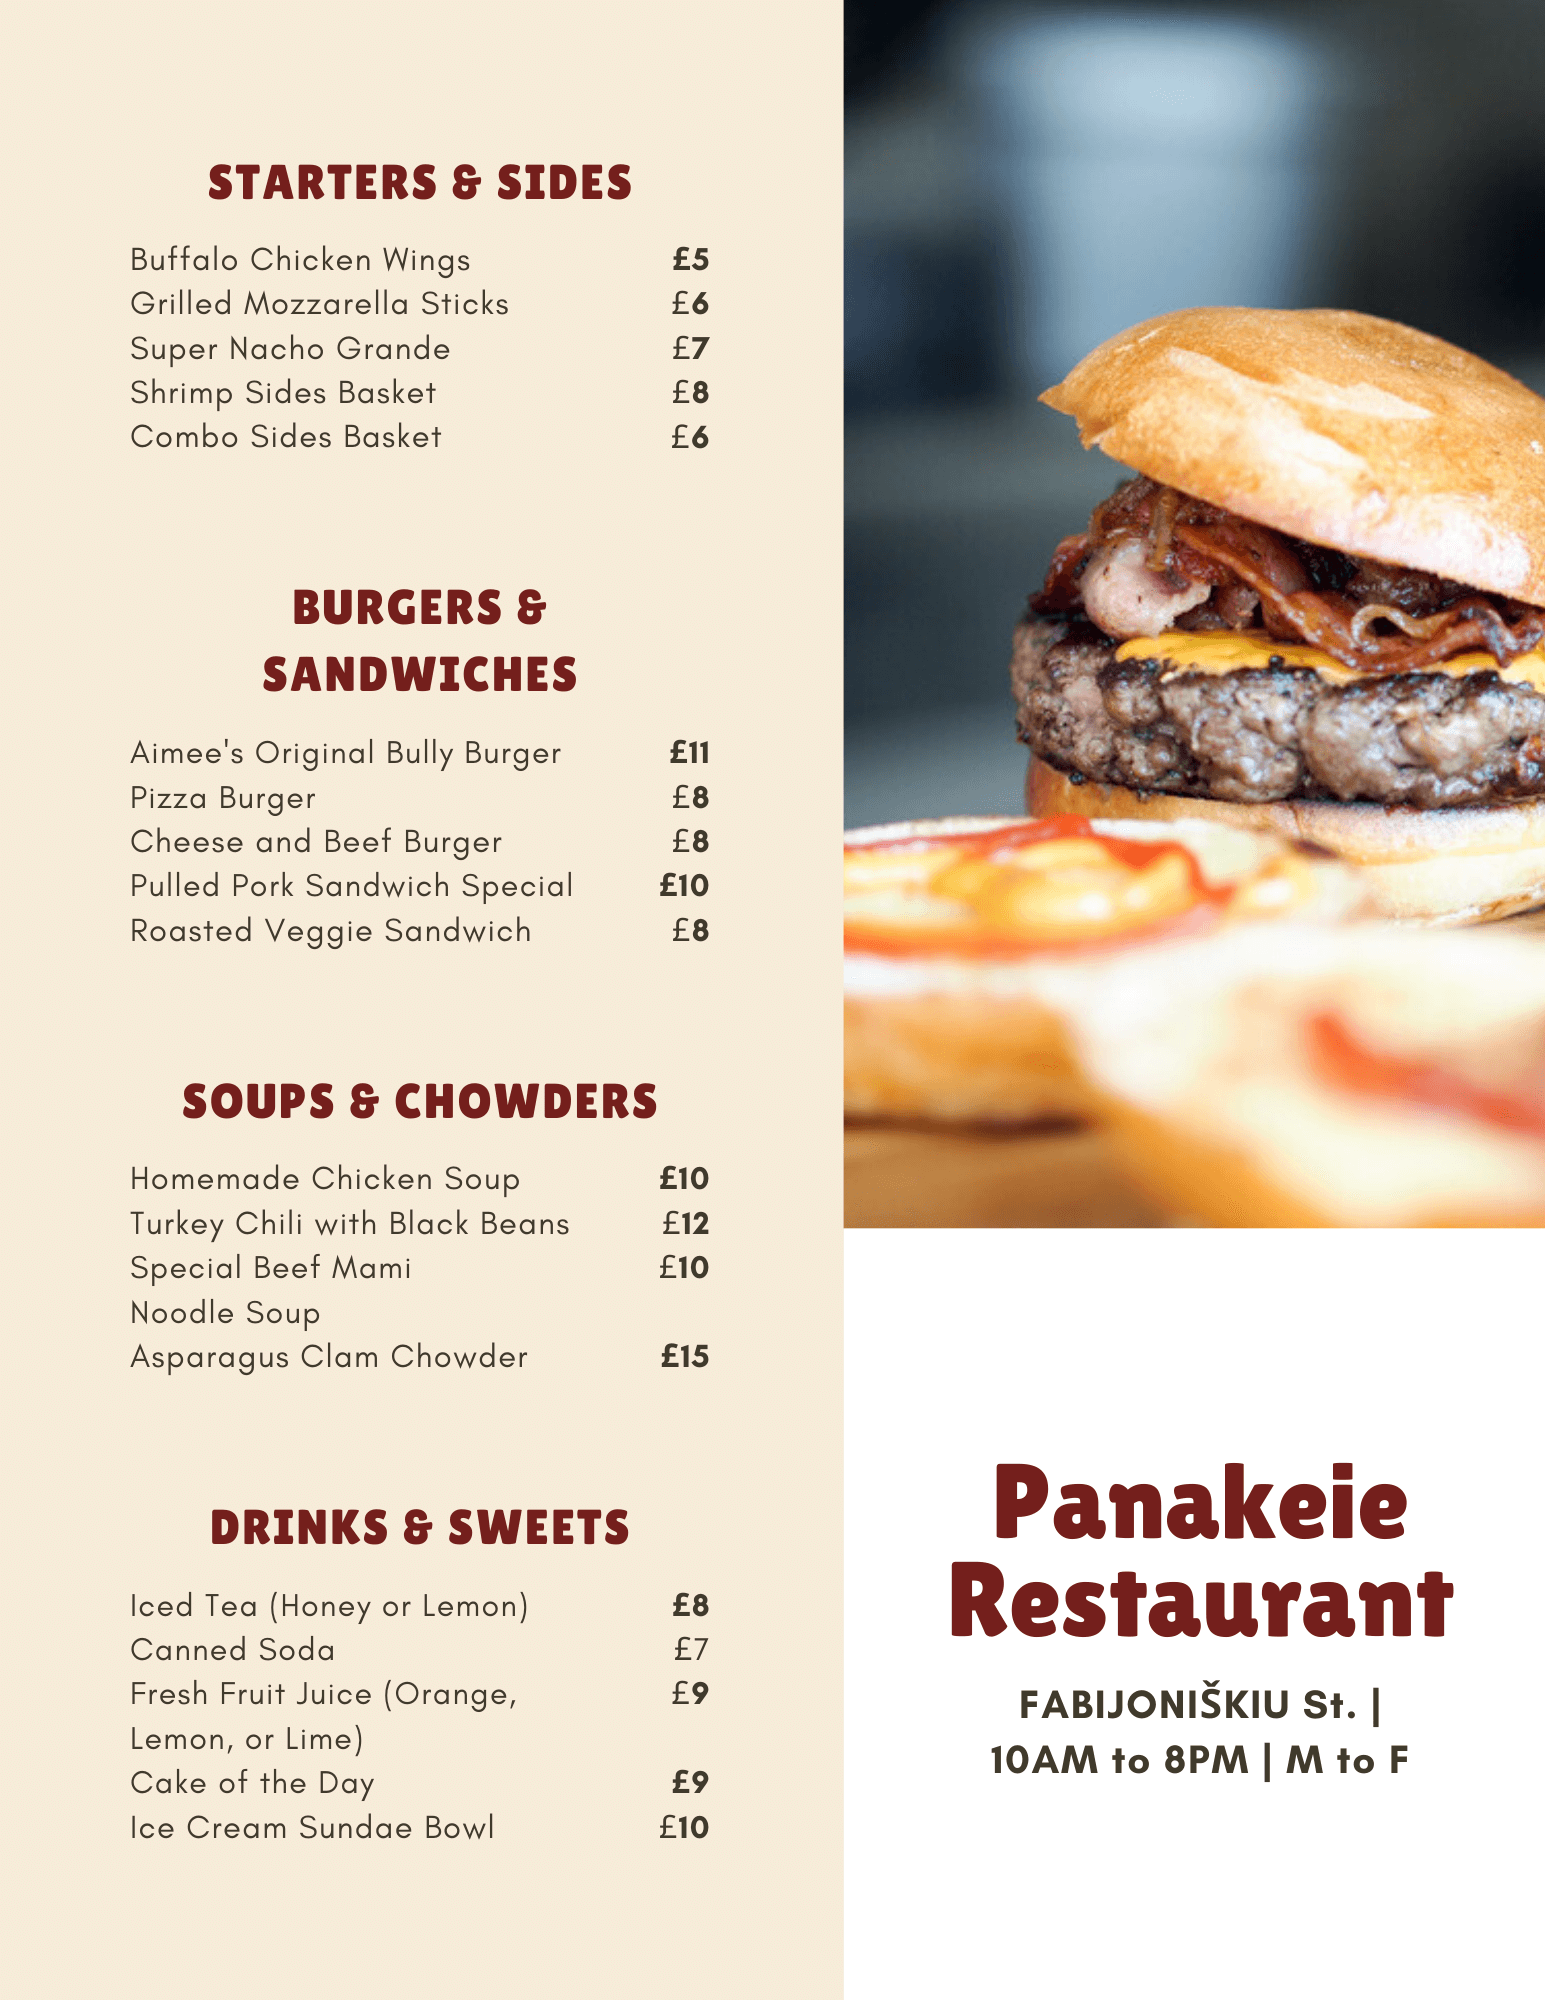 STARTERS & SIDES
Buffalo Chicken Wings £5
Grilled Mozzarella Sticks £6
Super Nacho Grande £7
Shrimp Sides Basket £8
Combo Sides Basket £6
BURGERS &
SANDWICHES
Aimee's Original Bully Burger £11
Pizza Burger £8
Cheese and Beef Burger £8
Pulled Pork Sandwich Special £10
Roasted Veggie Sandwich £8
SOUPS & CHOWDERS
Homemade Chicken Soup £10
Turkey Chili with Black Beans £12
Special Beef Mami £10
Noodle Soup
Asparagus Clam Chowder £15
DRINKS & SWEETS
Iced Tea (Honey or Lemon) £8
Canned Soda £7
Fresh Fruit Juice (Orange, £9
Lemon, or Lime)
Cake of the Day £9
Ice Cream Sundae Bowl £10
Panakeie
Restaurant
FABIJONIŠKIU St. |
10AM to 8PM | M to F